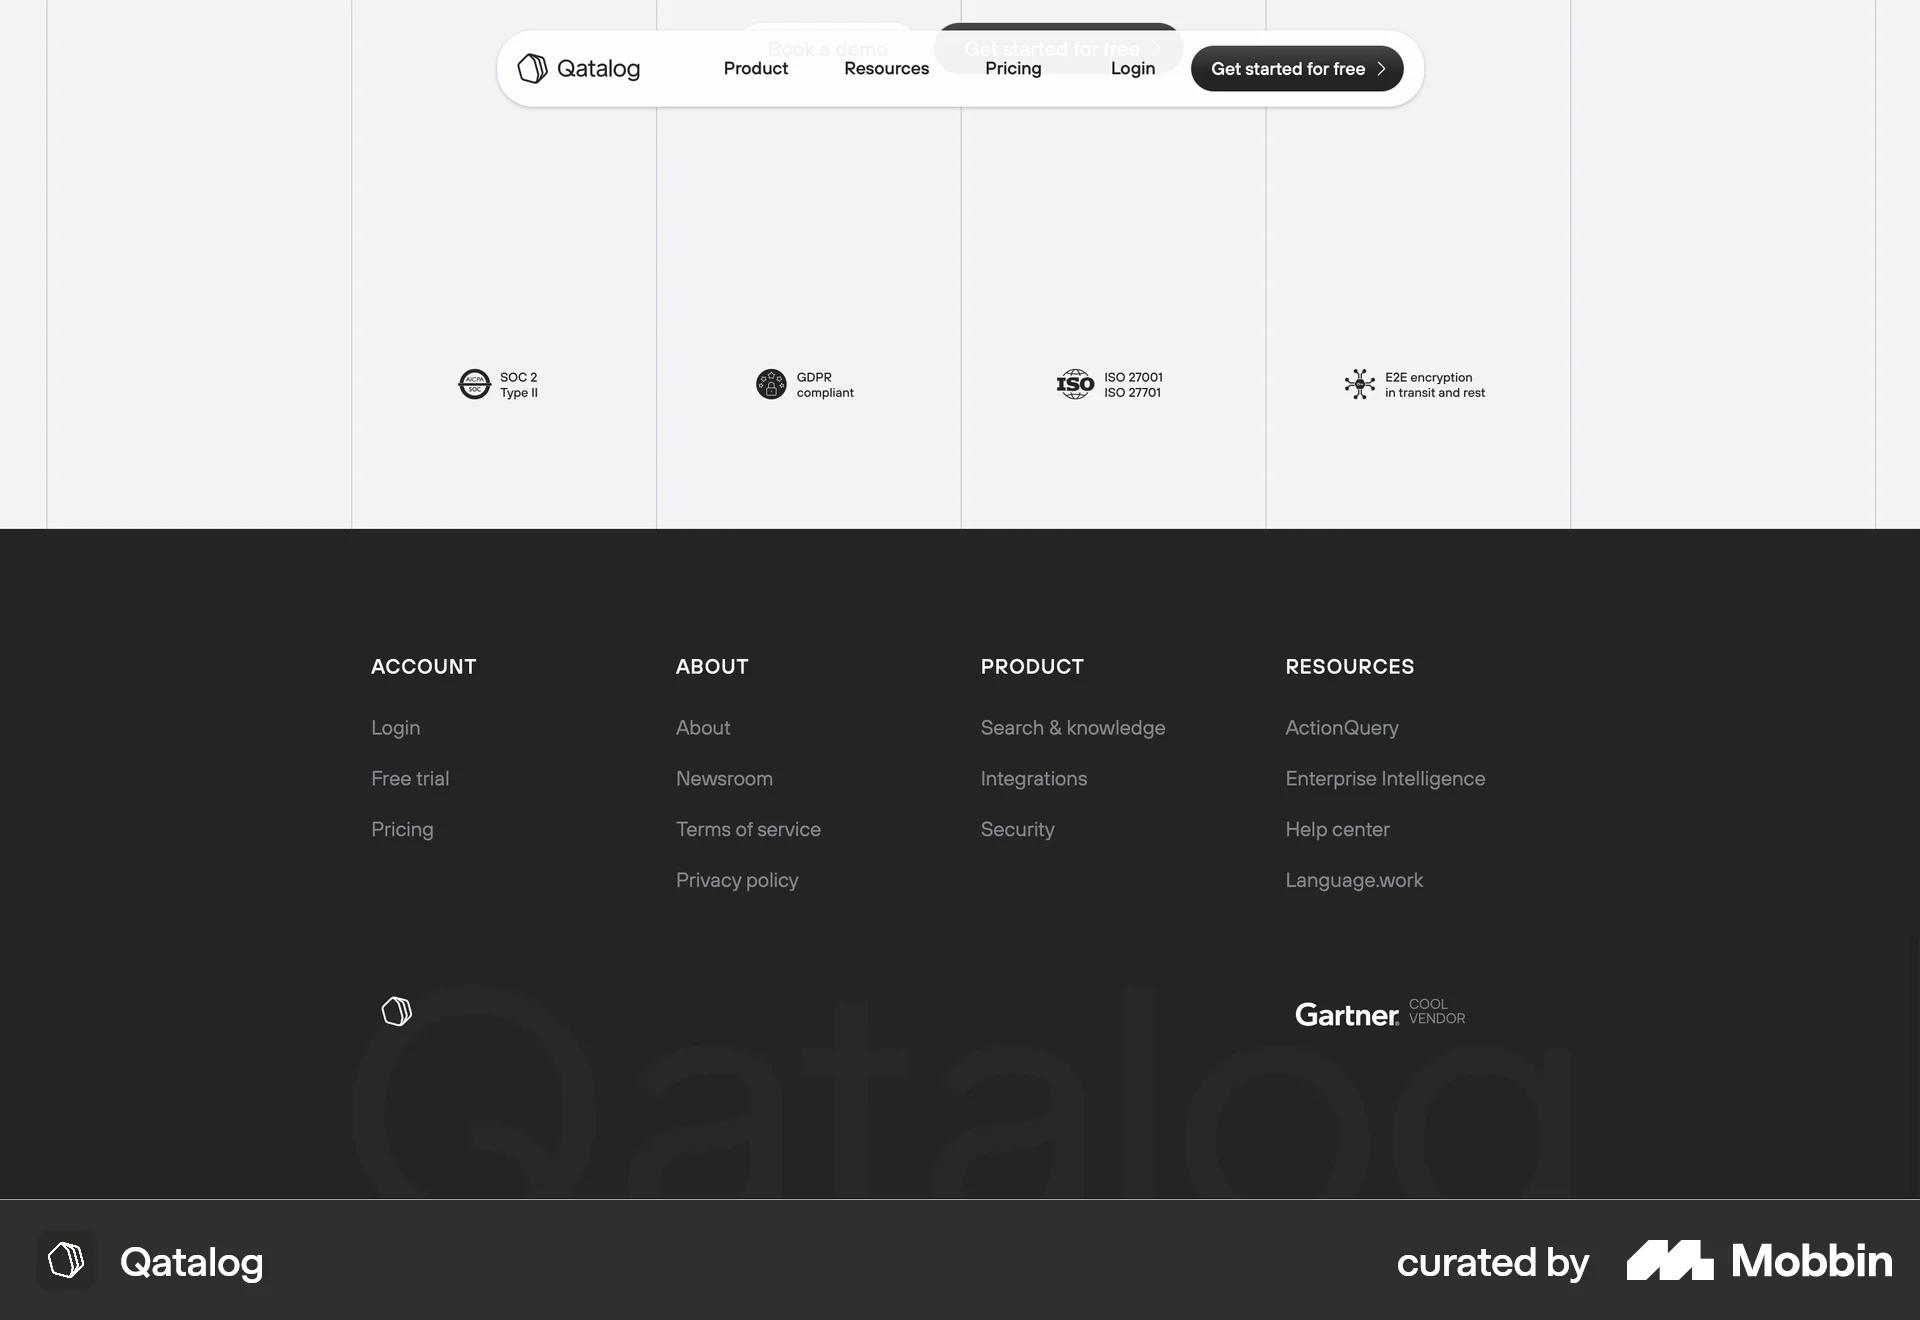 Book a demo
Get started for free
Qatalog
Product
Resources
Pricing
Login
Get started for free
AICPA
SOC
SOC 2
Type II
GDPR
compliant
ISO
ISO 27001
ISO 27701
E2E encryption
in transit and rest
ACCOUNT
Login
Free trial
Pricing
ABOUT
About
Newsroom
Terms of service
Privacy policy
PRODUCT
Search & knowledge
Integrations
Security
RESOURCES
ActionQuery
Enterprise Intelligence
Help center
Language.work
Gartner
COOL
VENDOR
Qatalog
Qatalog
curated by
Mobbin